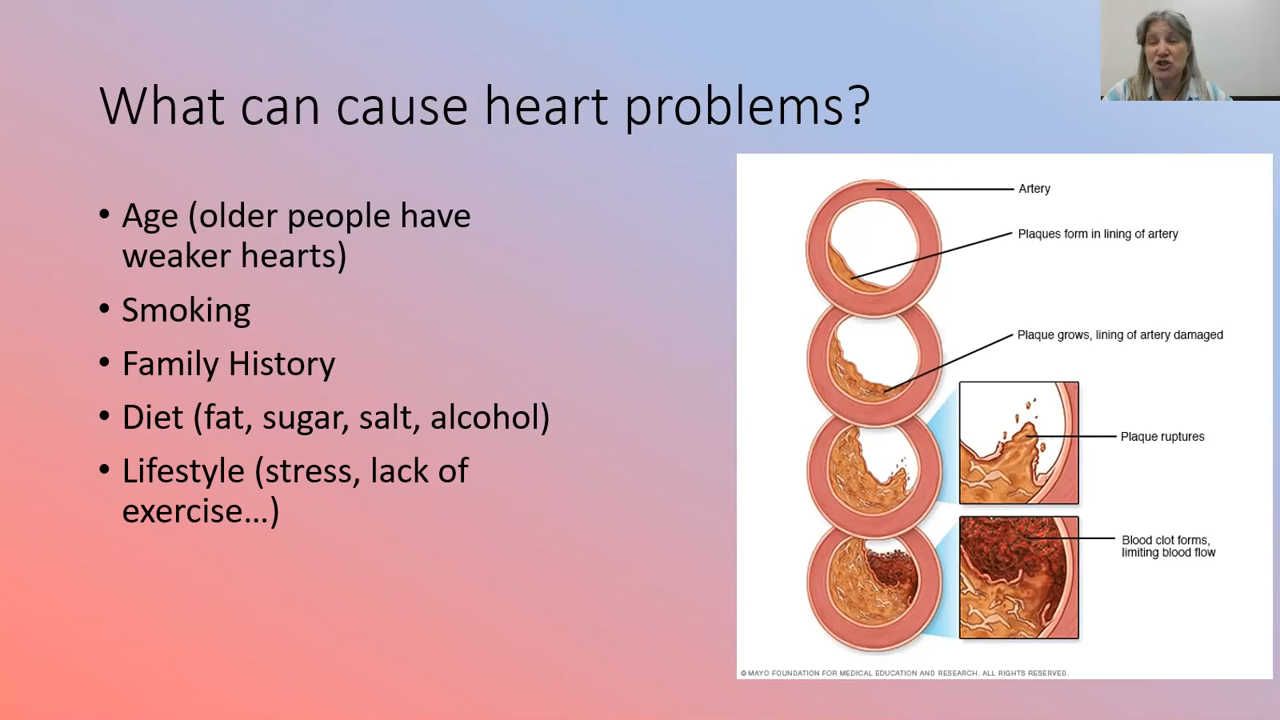 What can cause heart problems?
• Age (older people have
weaker hearts)
• Smoking
• Family History
• Diet (fat, sugar, salt, alcohol)
• Lifestyle (stress, lack of
exercise...)
Artery
Plaques form in lining of artery
Plaque grows, lining of artery damaged
Plaque ruptures
Blood clot forms,
limiting blood flow
© MAYO FOUNDATION FOR MEDICAL EDUCATION AND RESEARCH. ALL RIGHTS RESERVED.